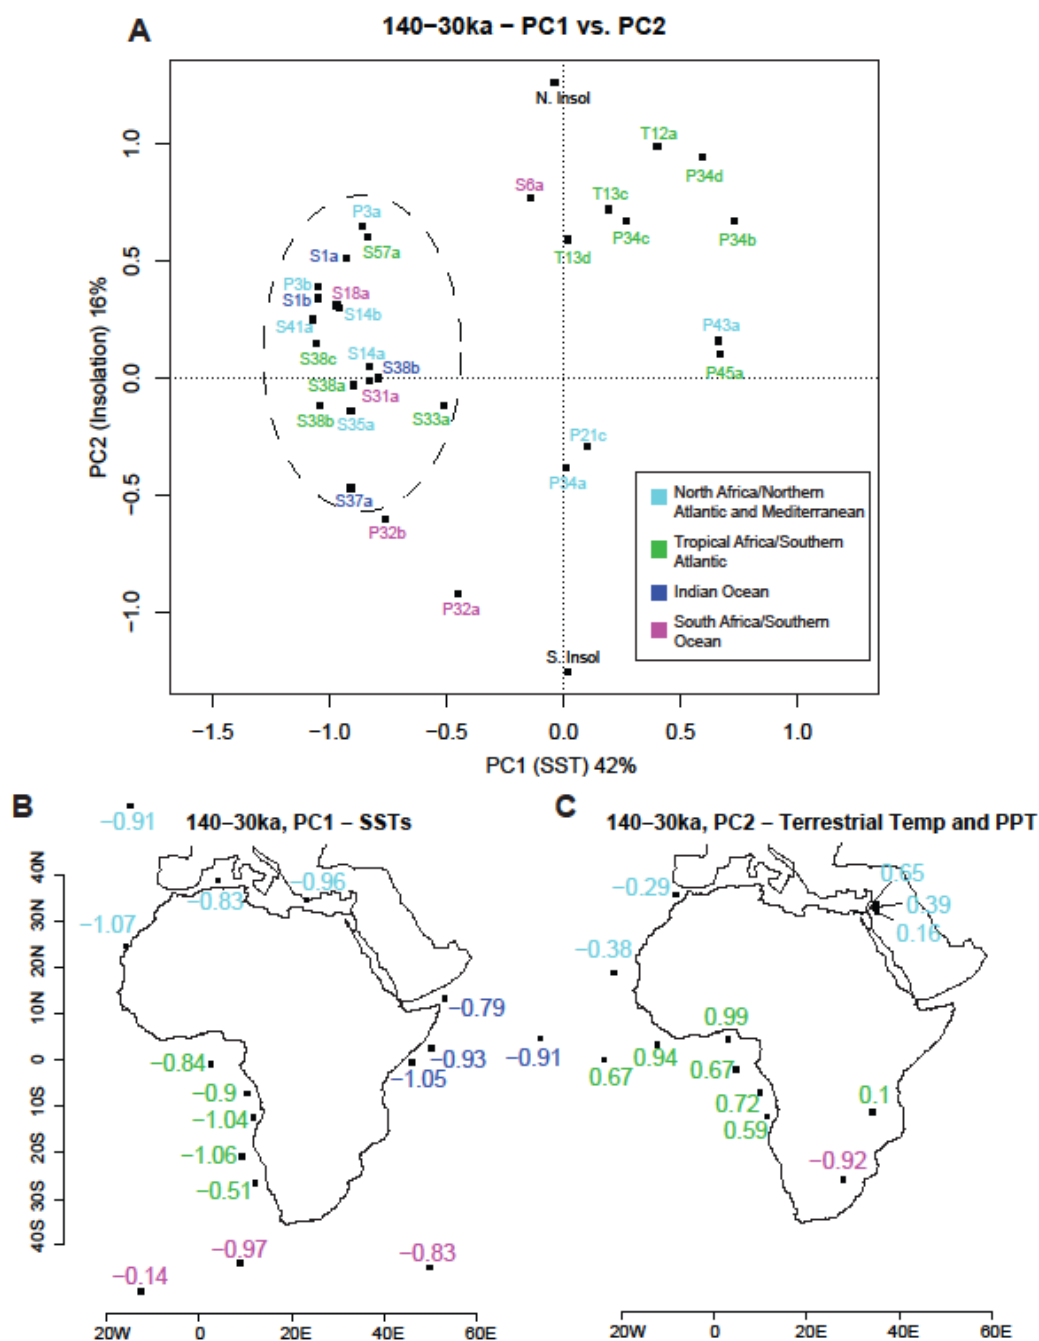 A
140−30ka − PC1 vs. PC2
N. Insol
T12a
P34d
S6a
T13c
P34c
P34b
T13d
P3a
S57a
S1a
P3b
S1b
S18a
S14b
S41a
S38c
S14a
S38b
S38a
S31a
S38b
S35a
S33a
S37a
P32b
P32a
P43a
P45a
P21c
P34a
S. Insol
North Africa/Northern
Atlantic and Mediterranean
Tropical Africa/Southern
Atlantic
Indian Ocean
South Africa/Southern
Ocean
PC2 (Insolation) 16%
1.0
0.5
0.0
−0.5
−1.0
−1.5 −1.0 −0.5 0.0 0.5 1.0
PC1 (SST) 42%
B
140−30ka, PC1 − SSTs
−0.91
−0.96
−0.83
−1.07
−0.79
−0.93
−1.05
−0.91
−0.84
−0.9
−1.04
−1.06
−0.51
−0.97
−0.83
−0.14
40N
30N
20N
10N
0
10S
20S
30S
40S
20W 0 20E 40E 60E
C
140−30ka, PC2 − Terrestrial Temp and PPT
0.65
−0.29
0.39
0.16
−0.38
0.99
0.94
0.67
0.67
0.72
0.1
0.59
−0.92
20W 0 20E 40E 60E